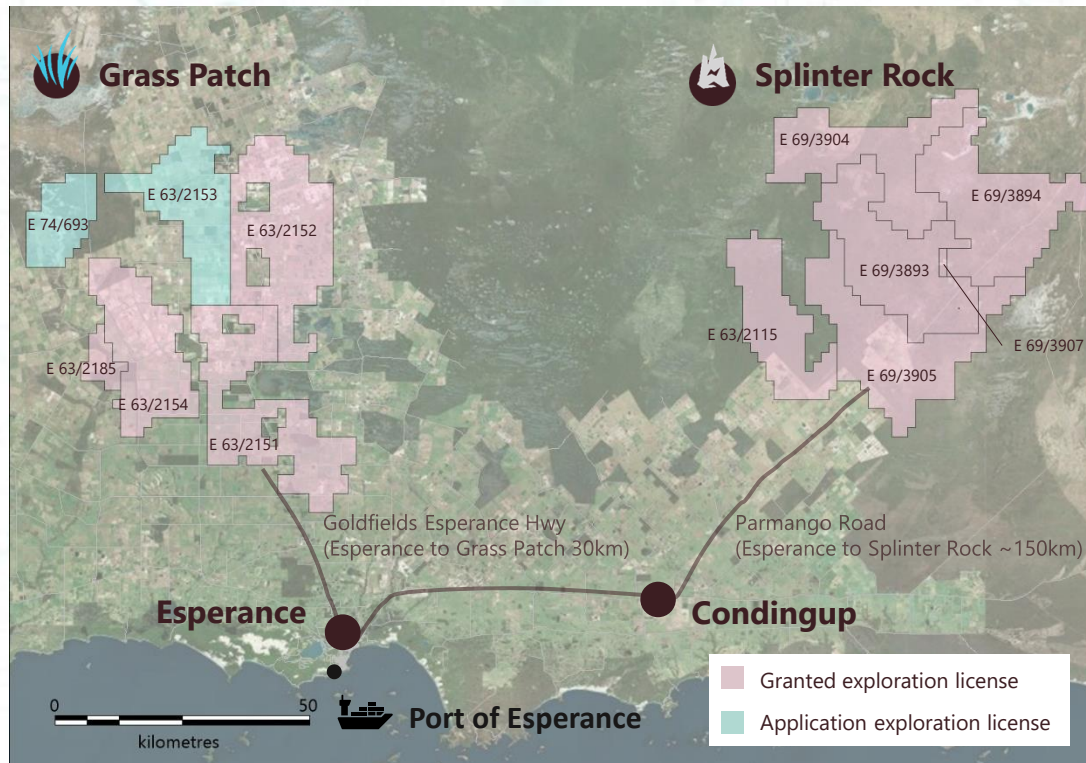 Grass Patch
Splinter Rock
E 69/3904
E 63/2153
E 69/3894
E 74/693
E 63/2152
E 69/3893
E 63/2115
E 69/3907
E 63/2185
E 69/3905
E 63/2154
E 63/2151
Goldfields Esperance Hwy
(Esperance to Grass Patch 30km)
Parmango Road
(Esperance to Splinter Rock ~150km)
Esperance
Condingup
Port of Esperance
0
50
kilometres
Granted exploration license
Application exploration license